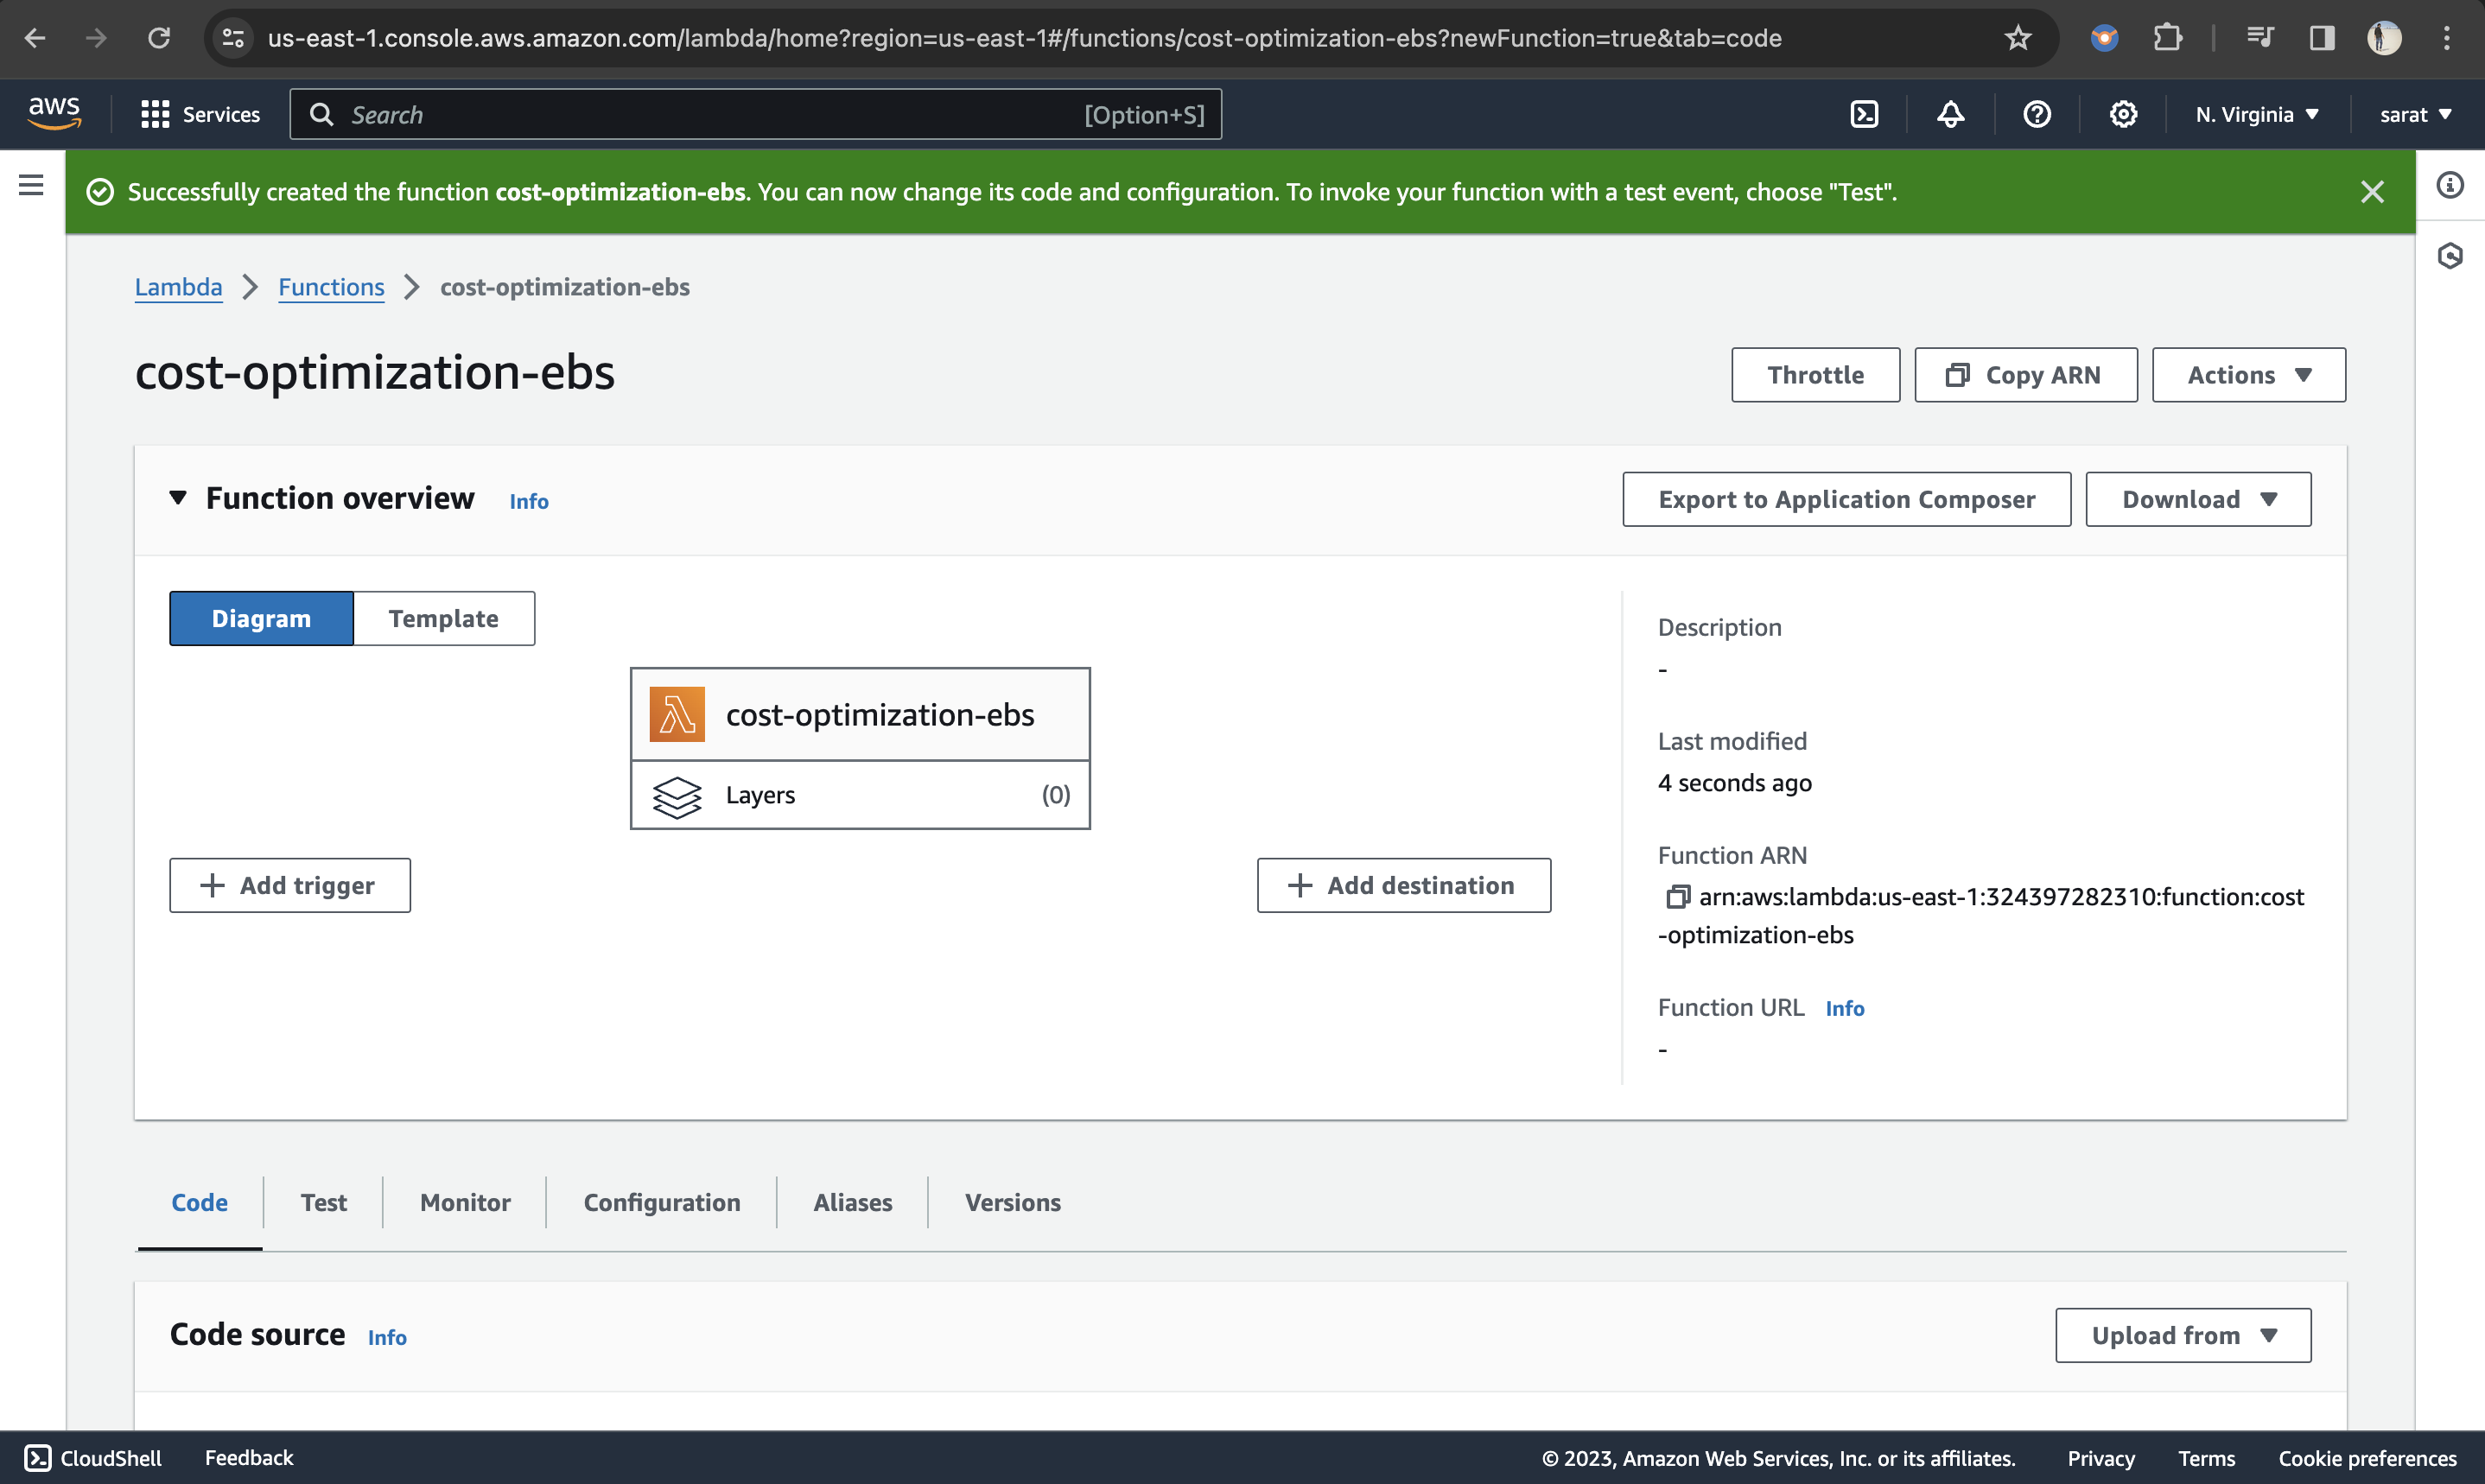 us-east-1.console.aws.amazon.com/lambda/home?region=us-east-1#/functions/cost-optimization-ebs?newFunction=true&tab=code
aws
Services
Search
[Option+S]
N. Virginia
sarat
Successfully created the function cost-optimization-ebs. You can now change its code and configuration. To invoke your function with a test event, choose "Test".
Lambda
Functions
cost-optimization-ebs
cost-optimization-ebs
Throttle
Copy ARN
Actions
Function overview
Info
Export to Application Composer
Download
Diagram
Template
cost-optimization-ebs
Layers
(0)
Add trigger
Add destination
Description
-
Last modified
4 seconds ago
Function ARN
arn:aws:lambda:us-east-1:324397282310:function:cost
-optimization-ebs
Function URL
Info
-
Code
Test
Monitor
Configuration
Aliases
Versions
Code source
Info
Upload from
CloudShell
Feedback
© 2023, Amazon Web Services, Inc. or its affiliates.
Privacy
Terms
Cookie preferences